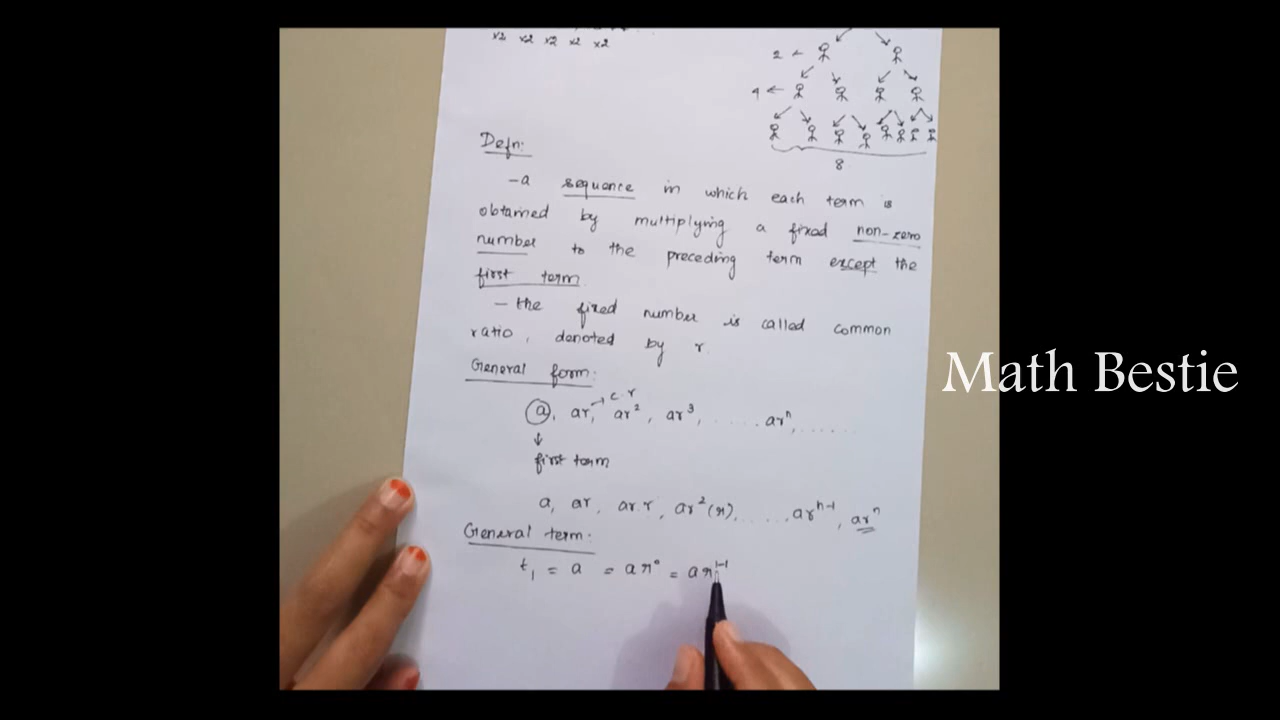 x2 x2 x2 x2 x2
2 ←
4 ←
8
Defn:
-a sequence in which each term is
obtained by multiplying a fixed non-zero
number to the preceding term except the
first term.
- the fixed number is called common
ratio, denoted by r.
General form:
a, ar, ar², ar³, ..... arⁿ, ......
→ c.r
↓
first term
a, ar, ar.r, ar²(r), ..... arⁿ⁻¹, arⁿ
General term:
t₁ = a = ar⁰ = ar¹⁻¹
Math Bestie